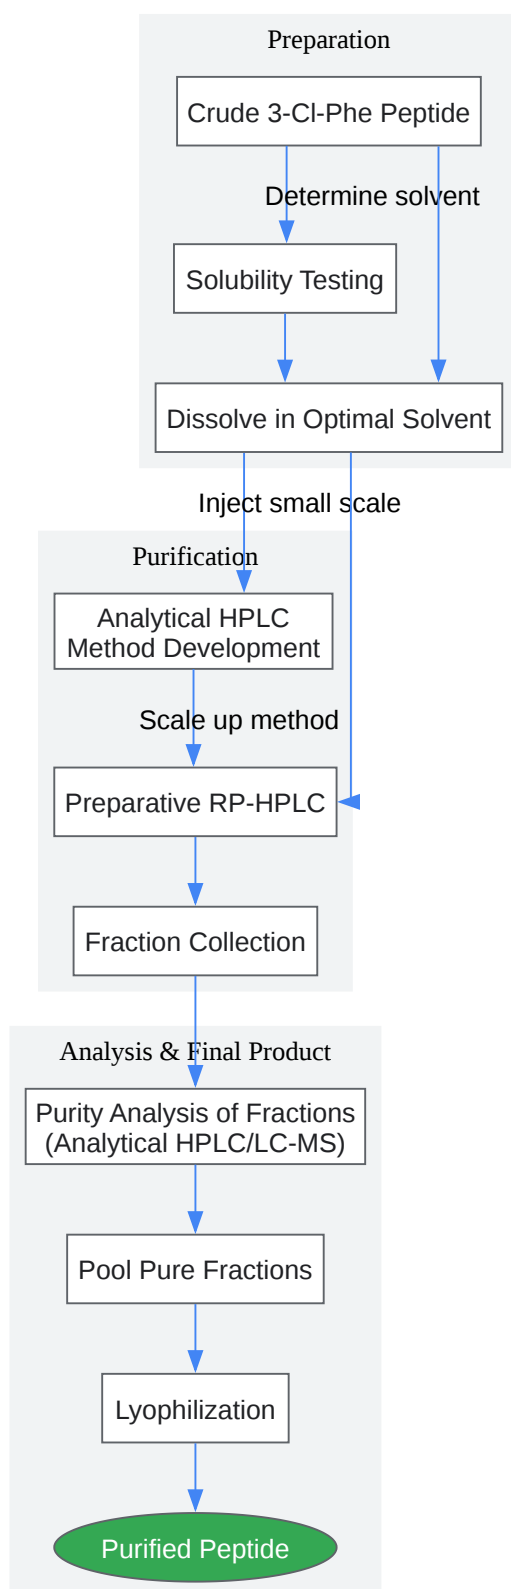 Preparation
Crude 3-Cl-Phe Peptide
Determine solvent
Solubility Testing
Dissolve in Optimal Solvent
Inject small scale
Purification
Analytical HPLC
Method Development
Scale up method
Preparative RP-HPLC
Fraction Collection
Analysis & Final Product
Purity Analysis of Fractions
(Analytical HPLC/LC-MS)
Pool Pure Fractions
Lyophilization
Purified Peptide